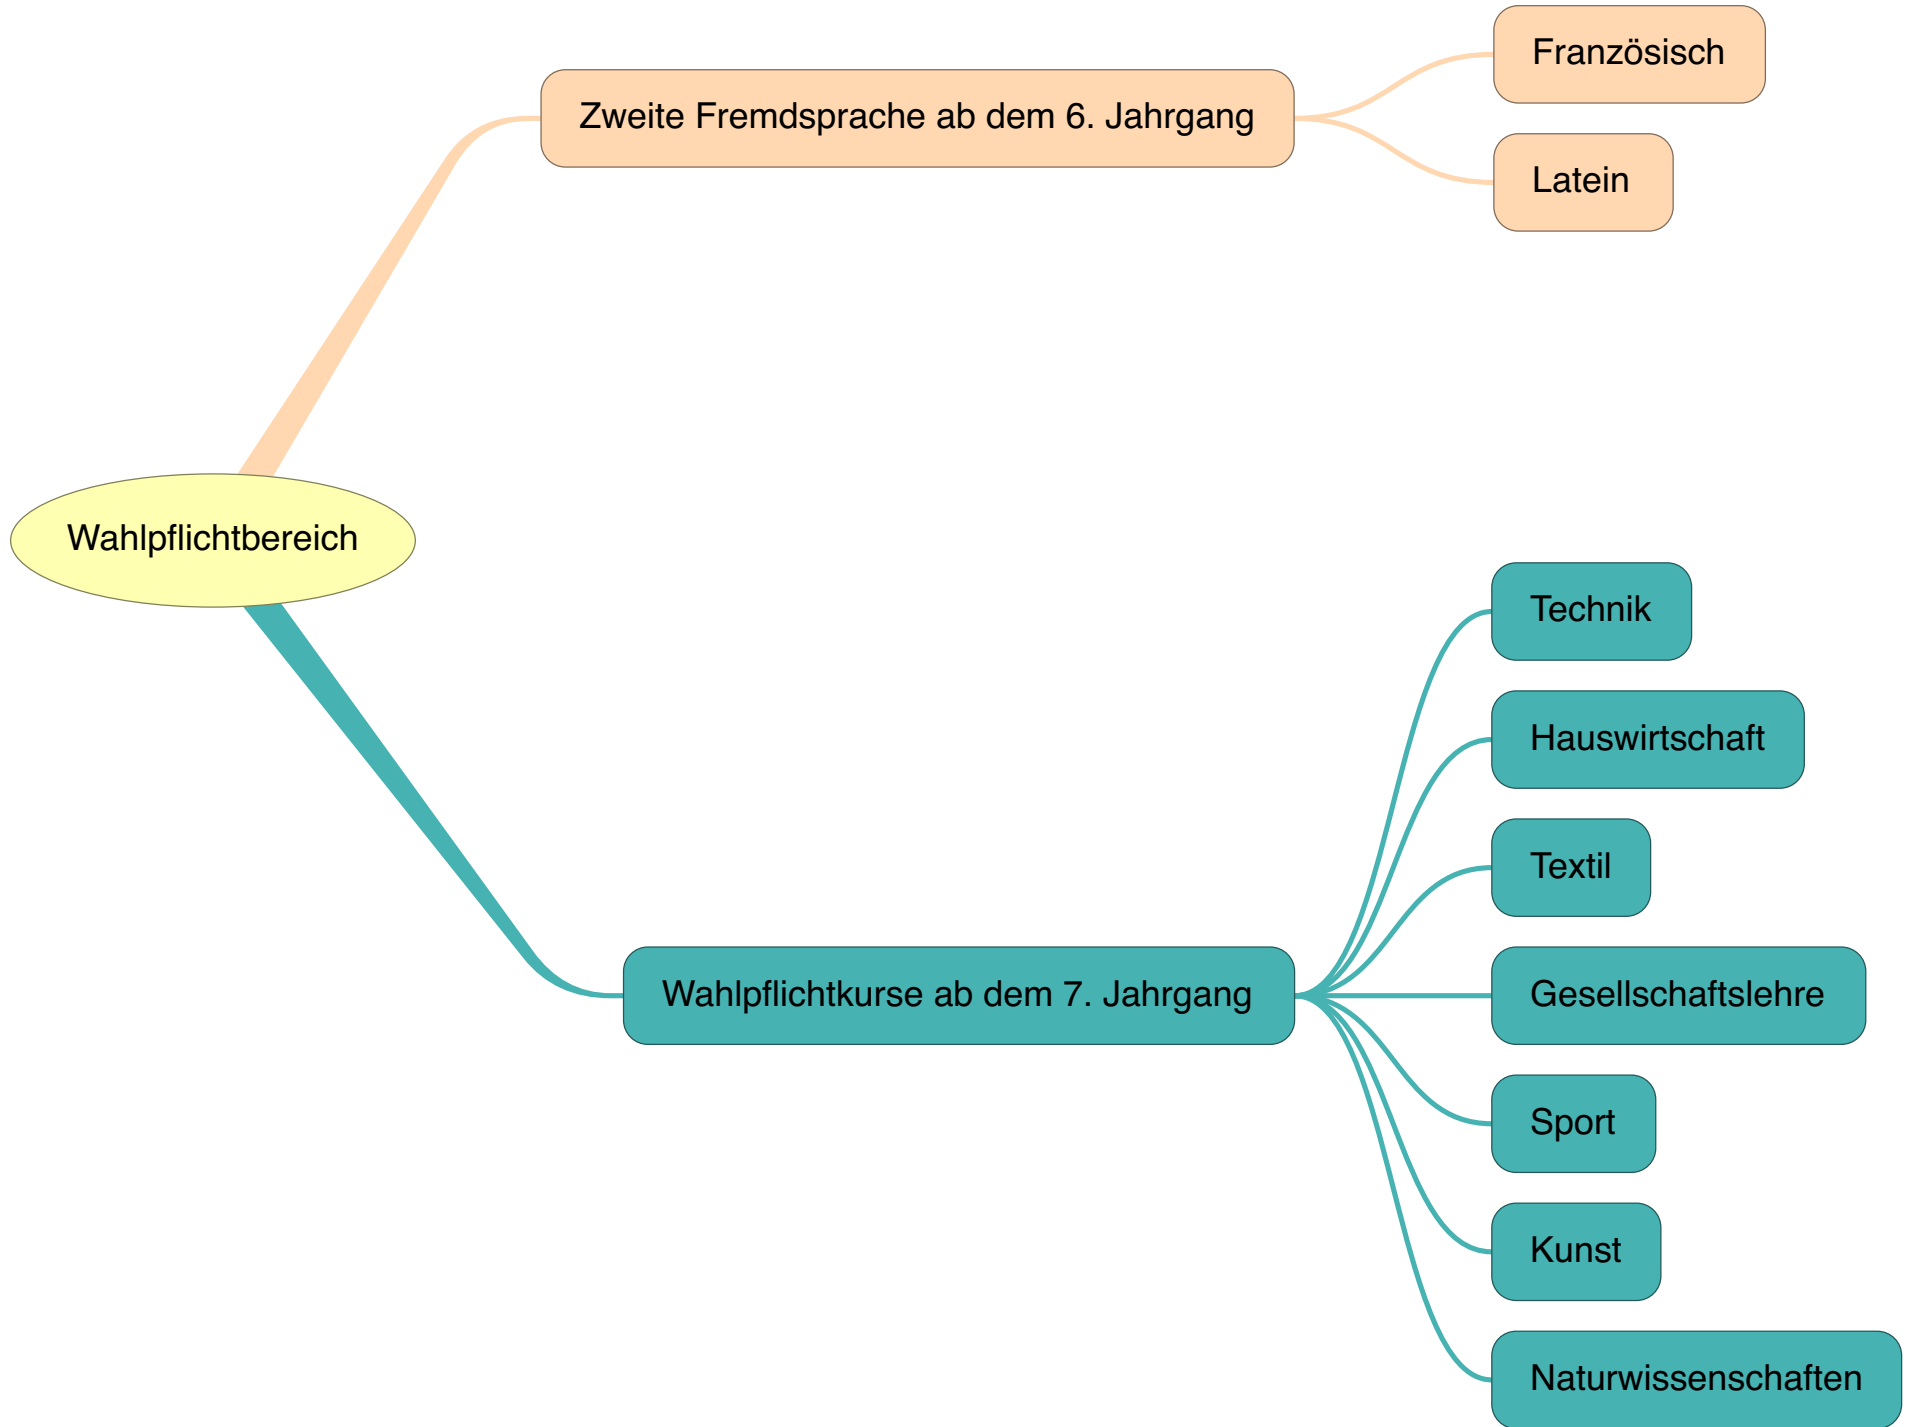 Wahlpflichtbereich
Zweite Fremdsprache ab dem 6. Jahrgang
Französisch
Latein
Wahlpflichtkurse ab dem 7. Jahrgang
Technik
Hauswirtschaft
Textil
Gesellschaftslehre
Sport
Kunst
Naturwissenschaften